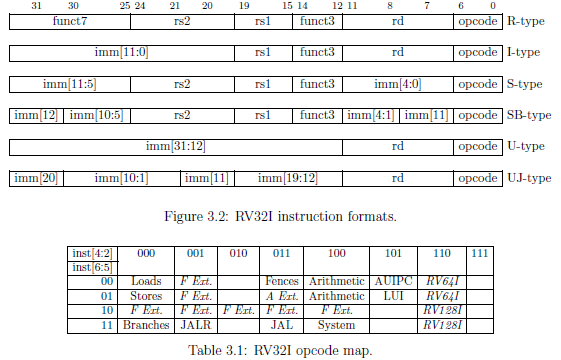 31 30 25 24 21 20 19 15 14 12 11 8 7 6 0
funct7 rs2 rs1 funct3 rd opcode R-type
imm[11:0] rs1 funct3 rd opcode I-type
imm[11:5] rs2 rs1 funct3 imm[4:0] opcode S-type
imm[12] imm[10:5] rs2 rs1 funct3 imm[4:1] imm[11] opcode SB-type
imm[31:12] rd opcode U-type
imm[20] imm[10:1] imm[11] imm[19:12] rd opcode UJ-type
Figure 3.2: RV32I instruction formats.
inst[4:2] 000 001 010 011 100 101 110 111
inst[6:5]
00 Loads F Ext. Fences Arithmetic AUIPC RV64I
01 Stores F Ext. A Ext. Arithmetic LUI RV64I
10 F Ext. F Ext. F Ext. F Ext. F Ext. RV128I
11 Branches JALR JAL System RV128I
Table 3.1: RV32I opcode map.